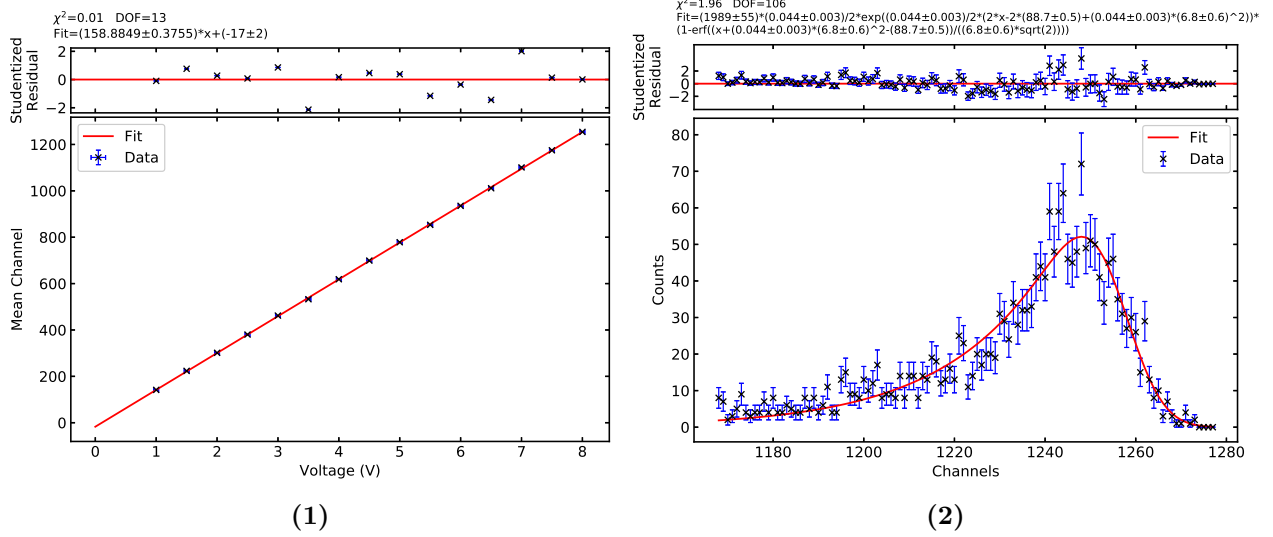 χ²=0.01 DOF=13
Fit=(158.8849±0.3755)*x+(-17±2)
Studentized
Residual
2
0
−2
Mean Channel
1200
1000
800
600
400
200
0
Fit
Data
0 1 2 3 4 5 6 7 8
Voltage (V)
(1)
χ²=1.96 DOF=106
Fit=(1989±55)*(0.044±0.003)/2*exp((0.044±0.003)/2*(2*x-2*(88.7±0.5)+(0.044±0.003)*(6.8±0.6)^2))*
(1-erf((x+(0.044±0.003)*(6.8±0.6)^2-(88.7±0.5))/((6.8±0.6)*sqrt(2))))
Studentized
Residual
2
0
−2
Counts
80
70
60
50
40
30
20
10
0
Fit
Data
1180 1200 1220 1240 1260 1280
Channels
(2)